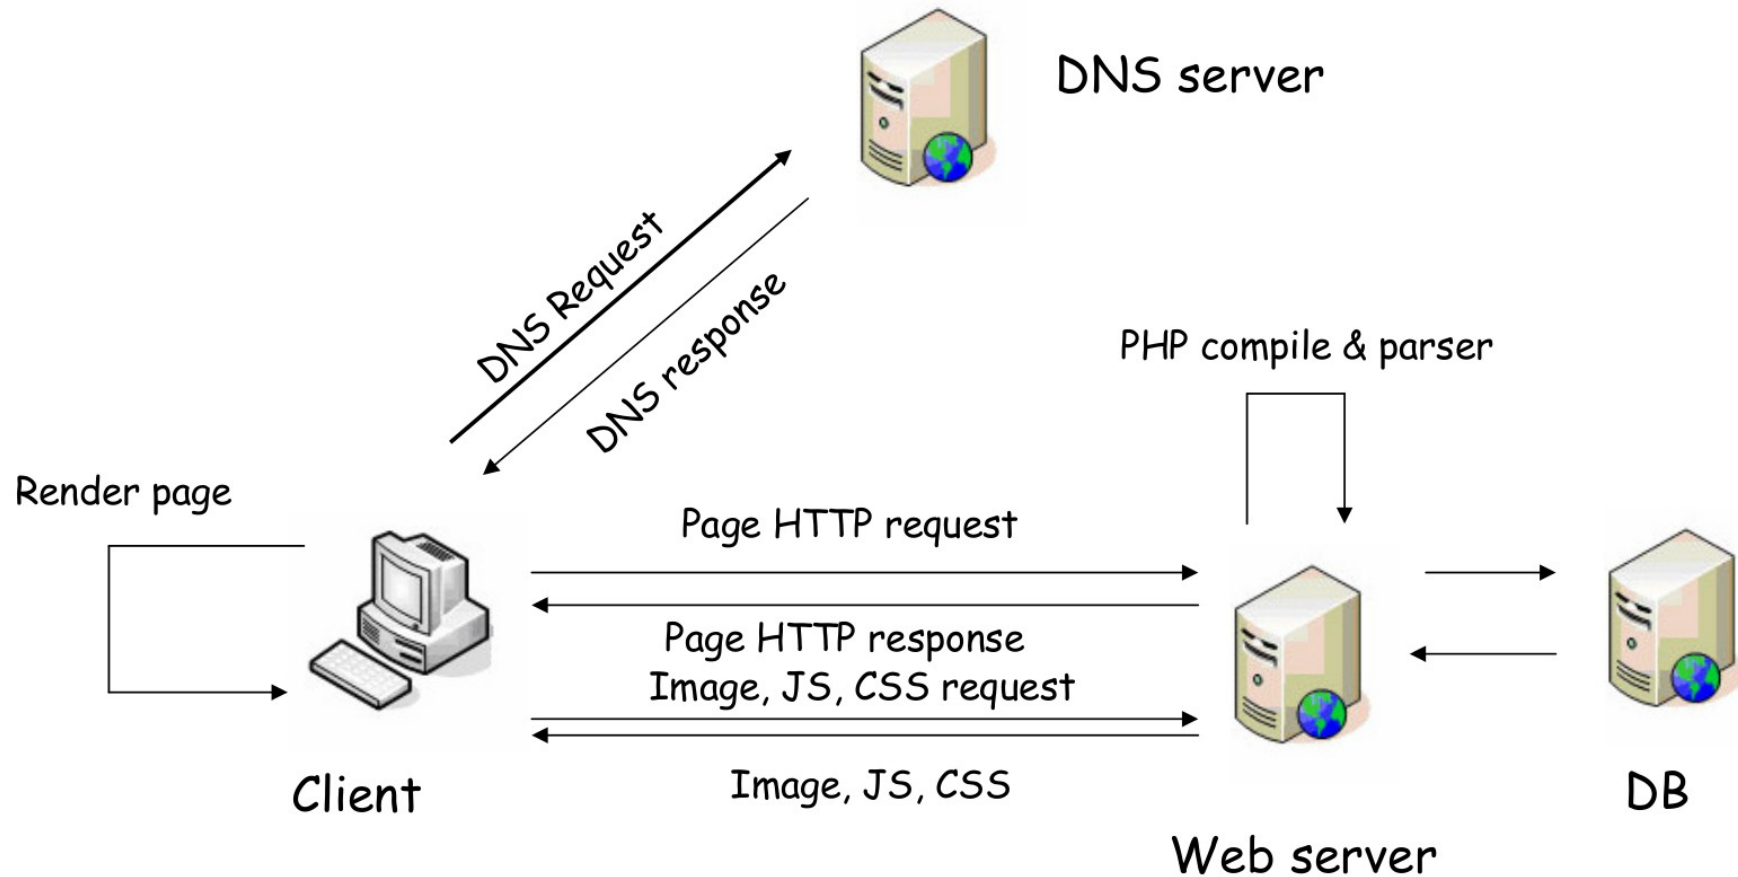 DNS server
DNS Request
DNS response
PHP compile & parser
Render page
Page HTTP request
Page HTTP response
Image, JS, CSS request
Image, JS, CSS
Client
DB
Web server